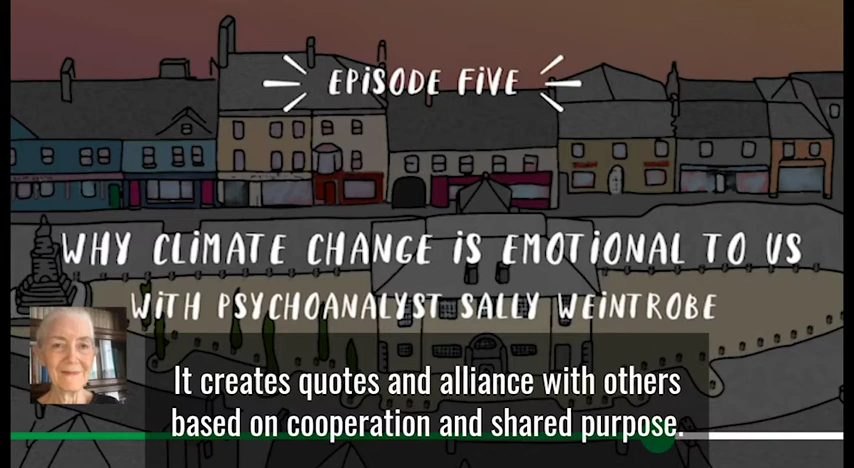 EPiSODE FiVE
WHY CLiMATE CHANGE iS EMOTiONAL TO US
WiTH PSYCHOANALYST SALLY WEiNTROBE
It creates quotes and alliance with others
based on cooperation and shared purpose.